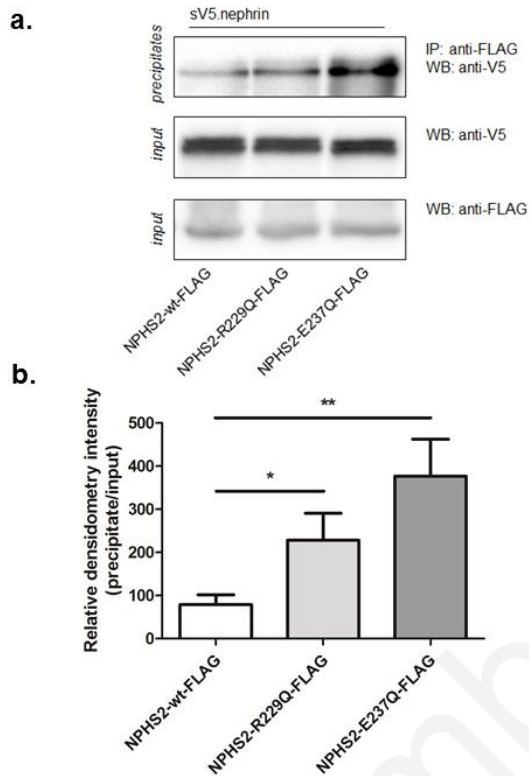 a.
sV5.nephrin
precipitates
IP: anti-FLAG
WB: anti-V5
input
WB: anti-V5
input
WB: anti-FLAG
NPHS2-wt-FLAG
NPHS2-R229Q-FLAG
NPHS2-E237Q-FLAG
b.
Relative densidometry intensity
(precipitate/input)
500
400
300
200
100
0
*
**
NPHS2-wt-FLAG
NPHS2-R229Q-FLAG
NPHS2-E237Q-FLAG